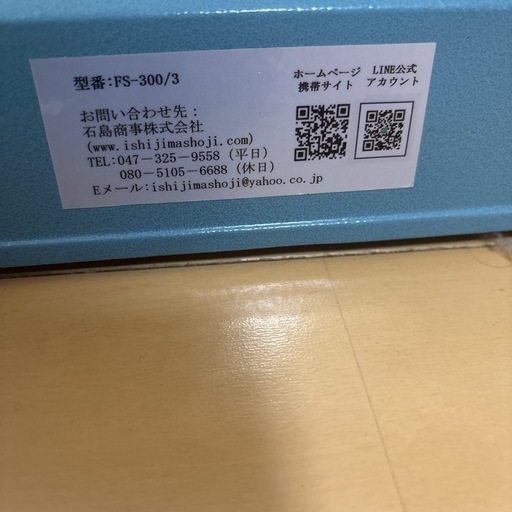 型番:FS-300/3
ホームページ LINE公式
携帯サイト アカウント
お問い合わせ先:
石島商事株式会社
(www.ishijimashoji.com)
TEL:047-325-9558 (平日)
080-5105-6688 (休日)
Eメール:ishijimashoji@yahoo.co.jp